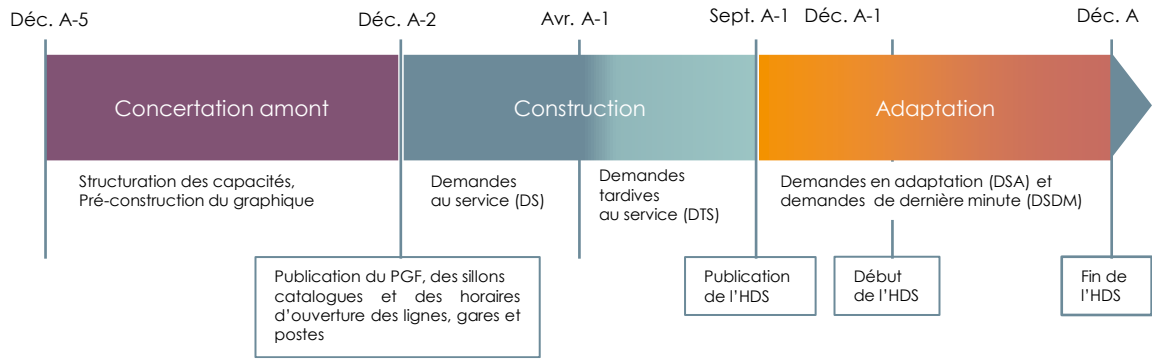 Déc. A-5
Déc. A-2
Avr. A-1
Sept. A-1
Déc. A-1
Déc. A
Concertation amont
Construction
Adaptation
Structuration des capacités,
Pré-construction du graphique
Demandes
au service (DS)
Demandes
tardives
au service (DTS)
Demandes en adaptation (DSA) et
demandes de dernière minute (DSDM)
Publication du PGF, des sillons
catalogues et des horaires
d'ouverture des lignes, gares et
postes
Publication
de l'HDS
Début
de l'HDS
Fin de
l'HDS